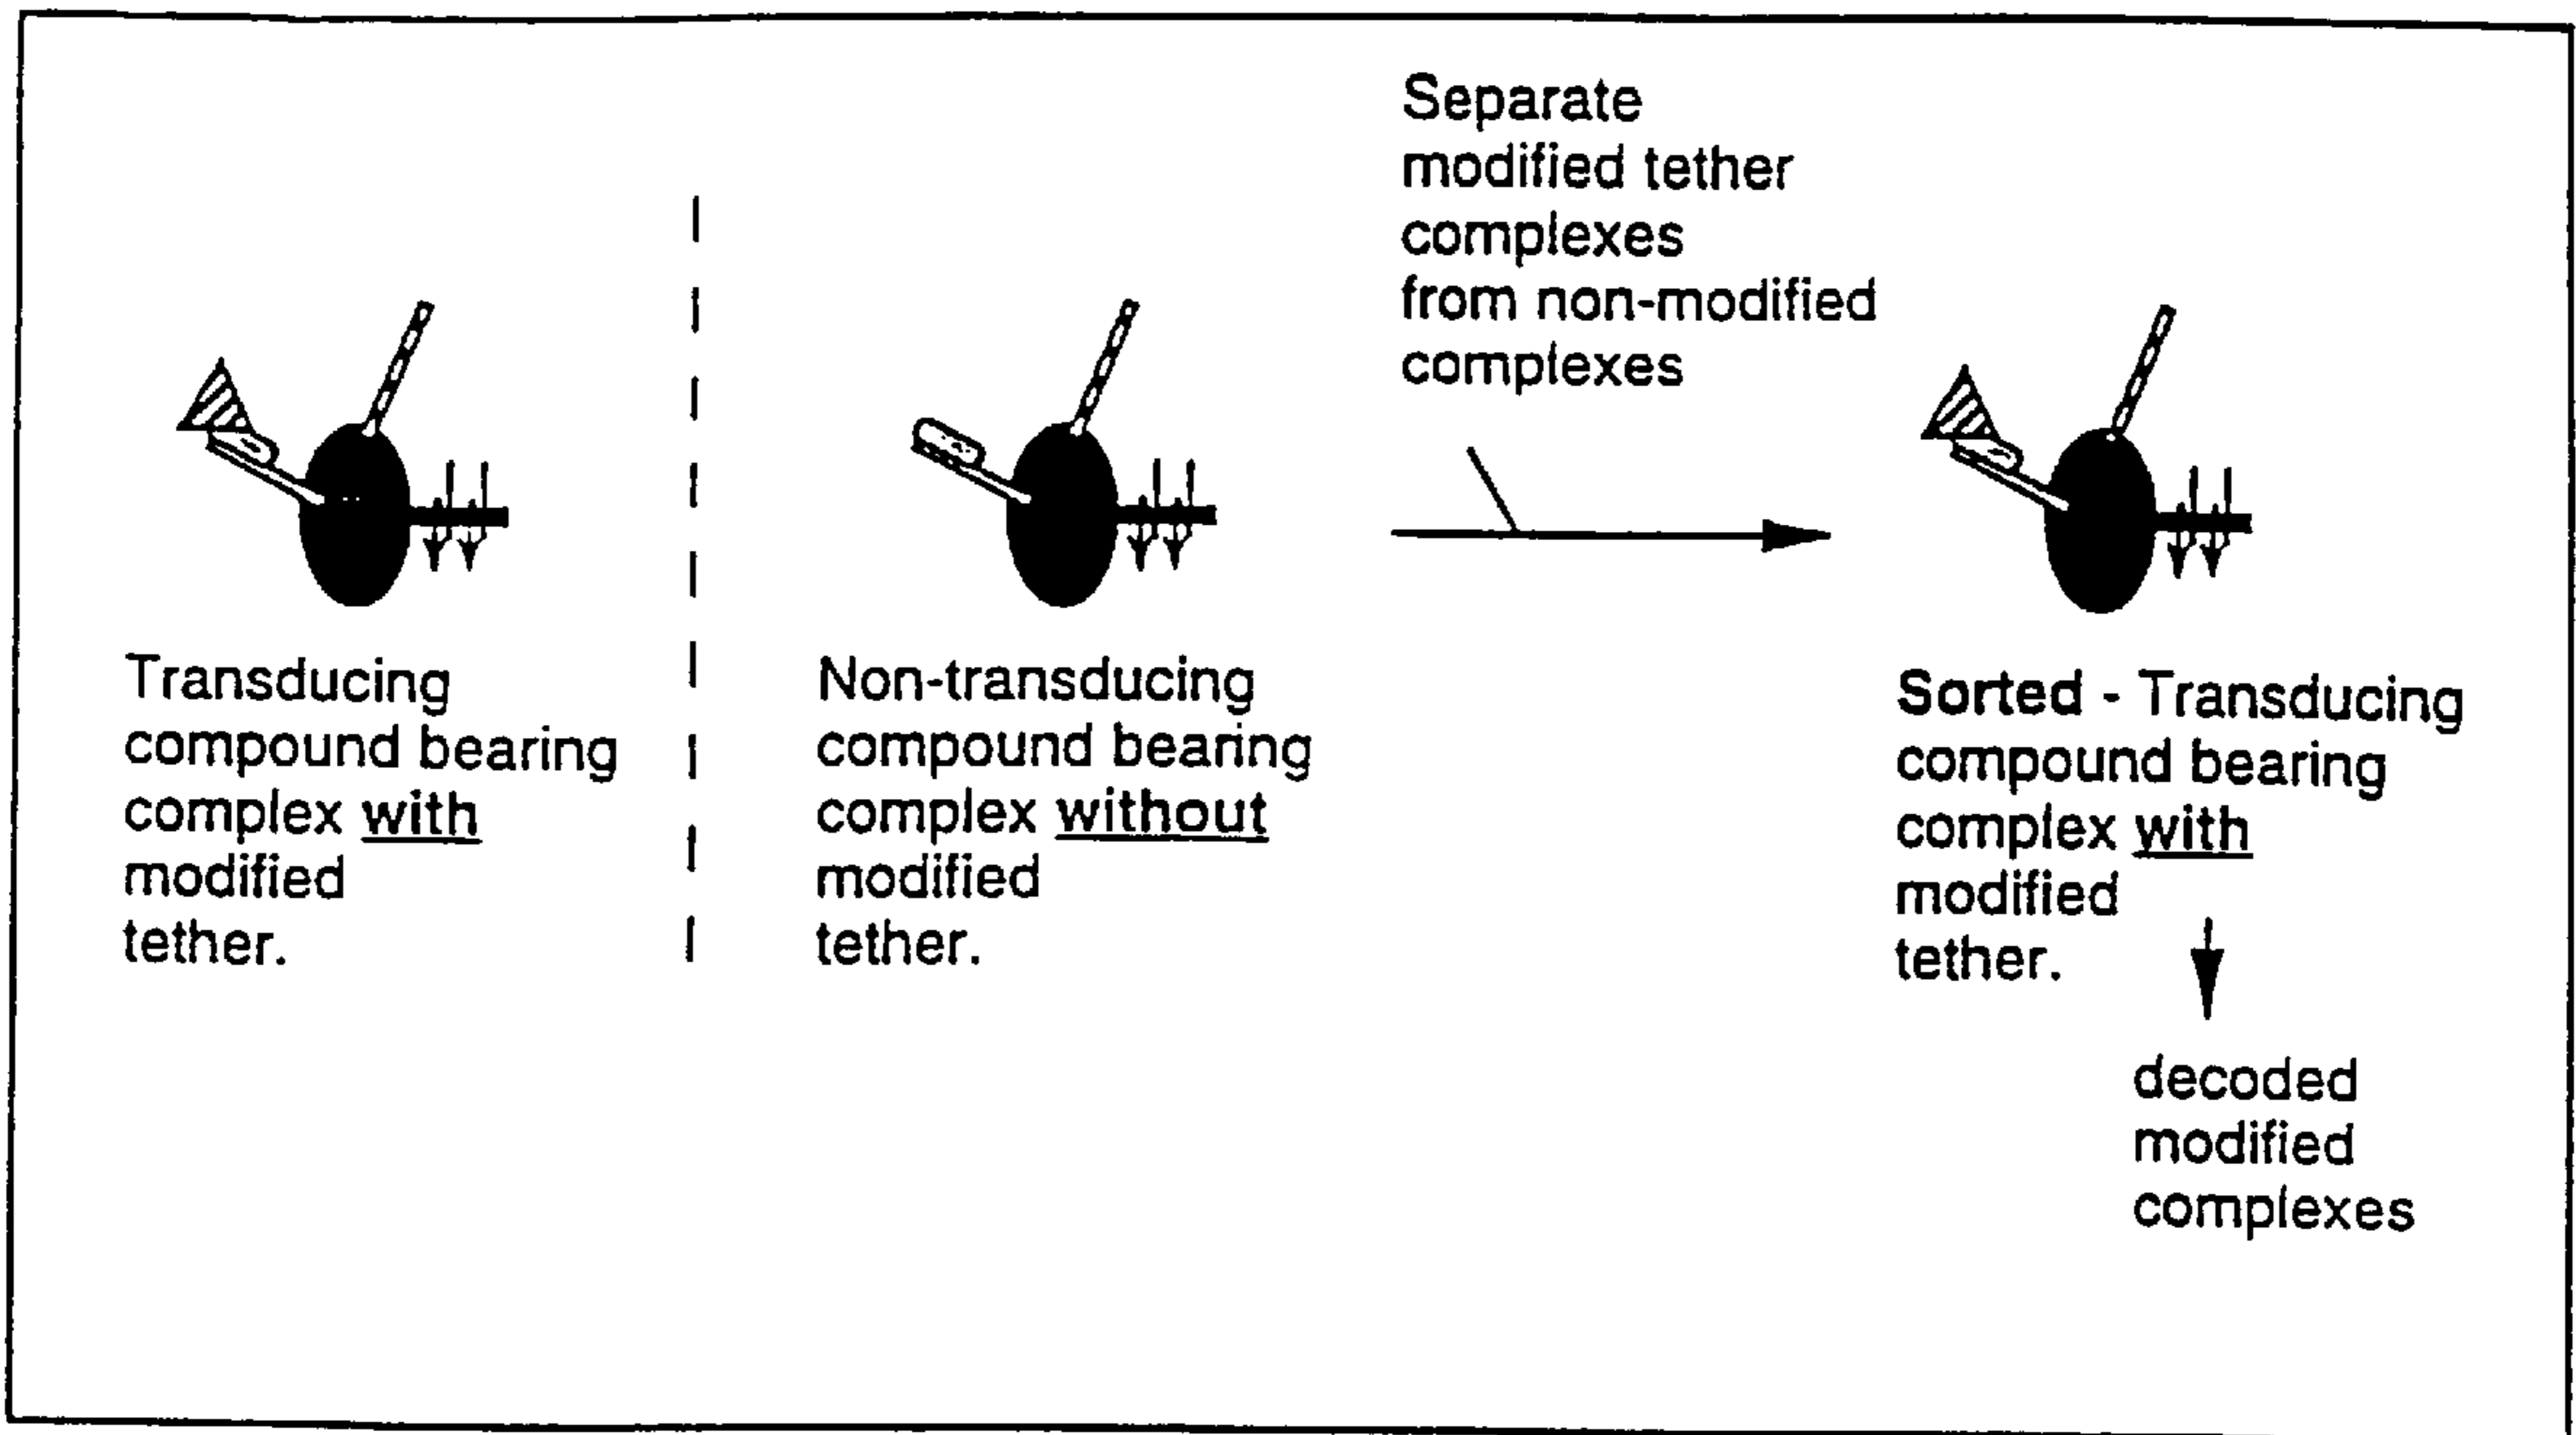 Separate
modified tether
complexes
from non-modified
complexes
Transducing
compound bearing
complex with
modified
tether.
Non-transducing
compound bearing
complex without
modified
tether.
Sorted - Transducing
compound bearing
complex with
modified
tether.
decoded
modified
complexes